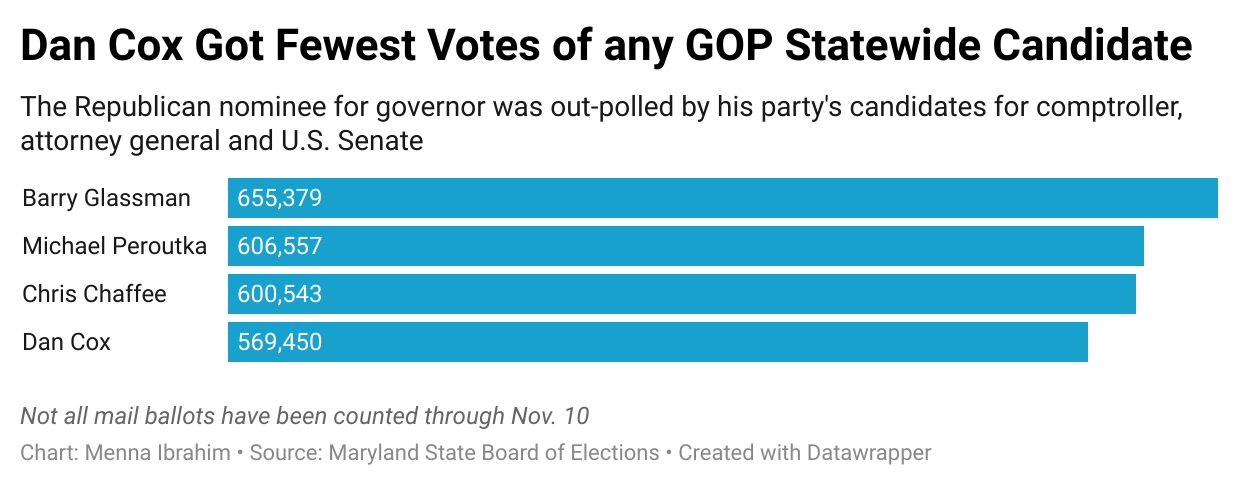 Dan Cox Got Fewest Votes of any GOP Statewide Candidate
The Republican nominee for governor was out-polled by his party's candidates for comptroller,
attorney general and U.S. Senate
Barry Glassman 655,379
Michael Peroutka 606,557
Chris Chaffee 600,543
Dan Cox 569,450
Not all mail ballots have been counted through Nov. 10
Chart: Menna Ibrahim • Source: Maryland State Board of Elections • Created with Datawrapper